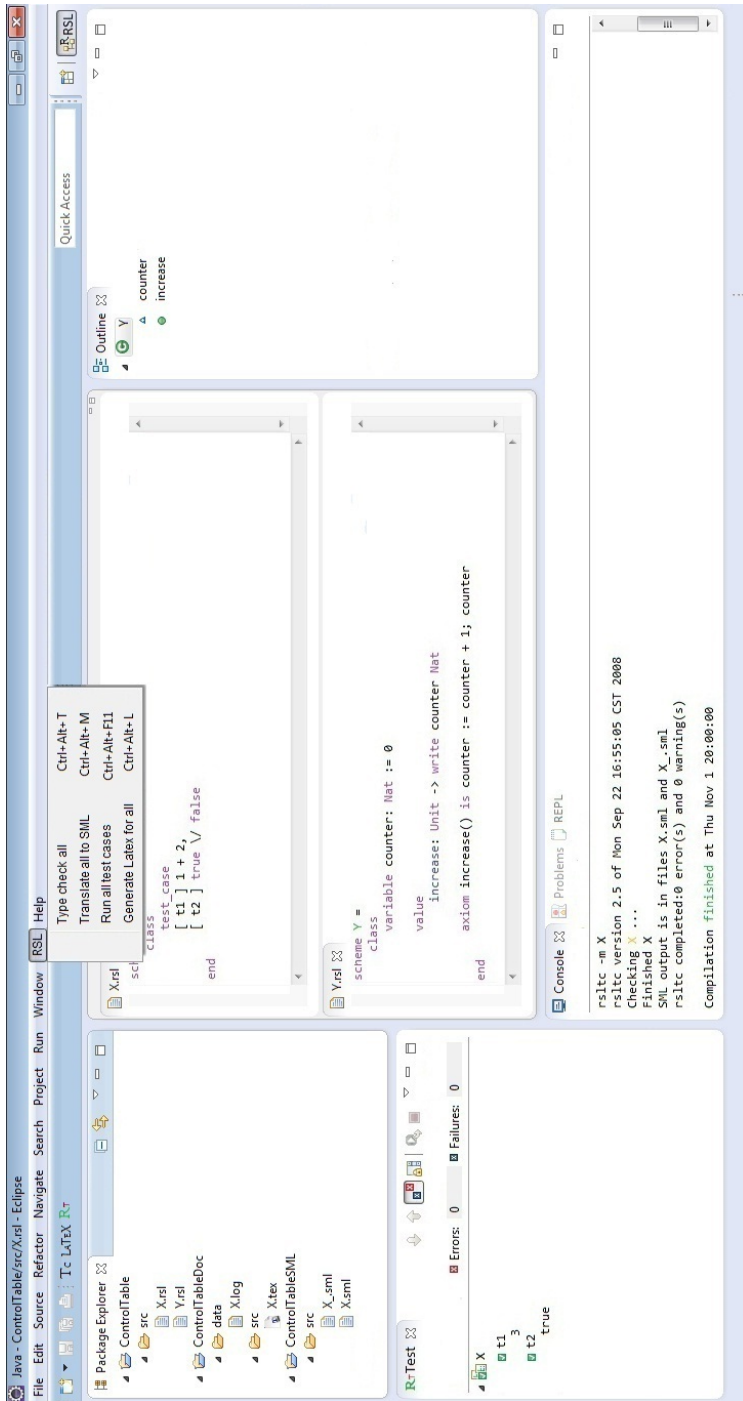 Java - ControlTable/src/X.rsl - Eclipse
File Edit Source Refactor Navigate Search Project Run Window RSL Help
Type check all Ctrl+Alt+T
Translate all to SML Ctrl+Alt+M
Run all test cases Ctrl+Alt+F11
Generate Latex for all Ctrl+Alt+L
Tc LATEX RT
Quick Access
RSL
Package Explorer
ControlTable
src
X.rsl
Y.rsl
ControlTableDoc
data
X.log
src
X.tex
ControlTableSML
src
X_.sml
X.sml
RTTest
Errors: 0 Failures: 0
X
t1
3
t2
true
X.rsl
class
test_case
[ t1 ] 1 + 2,
[ t2 ] true \/ false
end
Y.rsl
scheme Y =
class
variable counter: Nat := 0
value
increase: Unit -> write counter Nat
axiom increase() is counter := counter + 1; counter
end
Outline
Y
counter
increase
Console Problems REPL
rsltc -m X
rsltc version 2.5 of Mon Sep 22 16:55:05 CST 2008
Checking X ...
Finished X
SML output is in files X.sml and X_.sml
rsltc completed:0 error(s) and 0 warning(s)
Compilation finished at Thu Nov 1 20:00:00